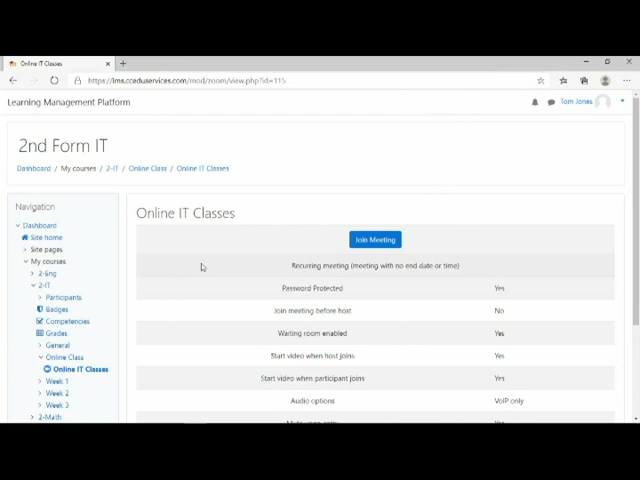 Online IT Classes
https://lms.cceduservices.com/mod/zoom/view.php?id=115
Learning Management Platform
Tom Jones
2nd Form IT
Dashboard / My courses / 2-IT / Online Class / Online IT Classes
Navigation
Dashboard
Site home
Site pages
My courses
2-Eng
2-IT
Participants
Badges
Competencies
Grades
General
Online Class
Online IT Classes
Week 1
Week 2
Week 3
2-Math
Online IT Classes
Join Meeting
Recurring meeting (meeting with no end date or time)
Password Protected Yes
Join meeting before host No
Waiting room enabled Yes
Start video when host joins Yes
Start video when participant joins Yes
Audio options VoIP only